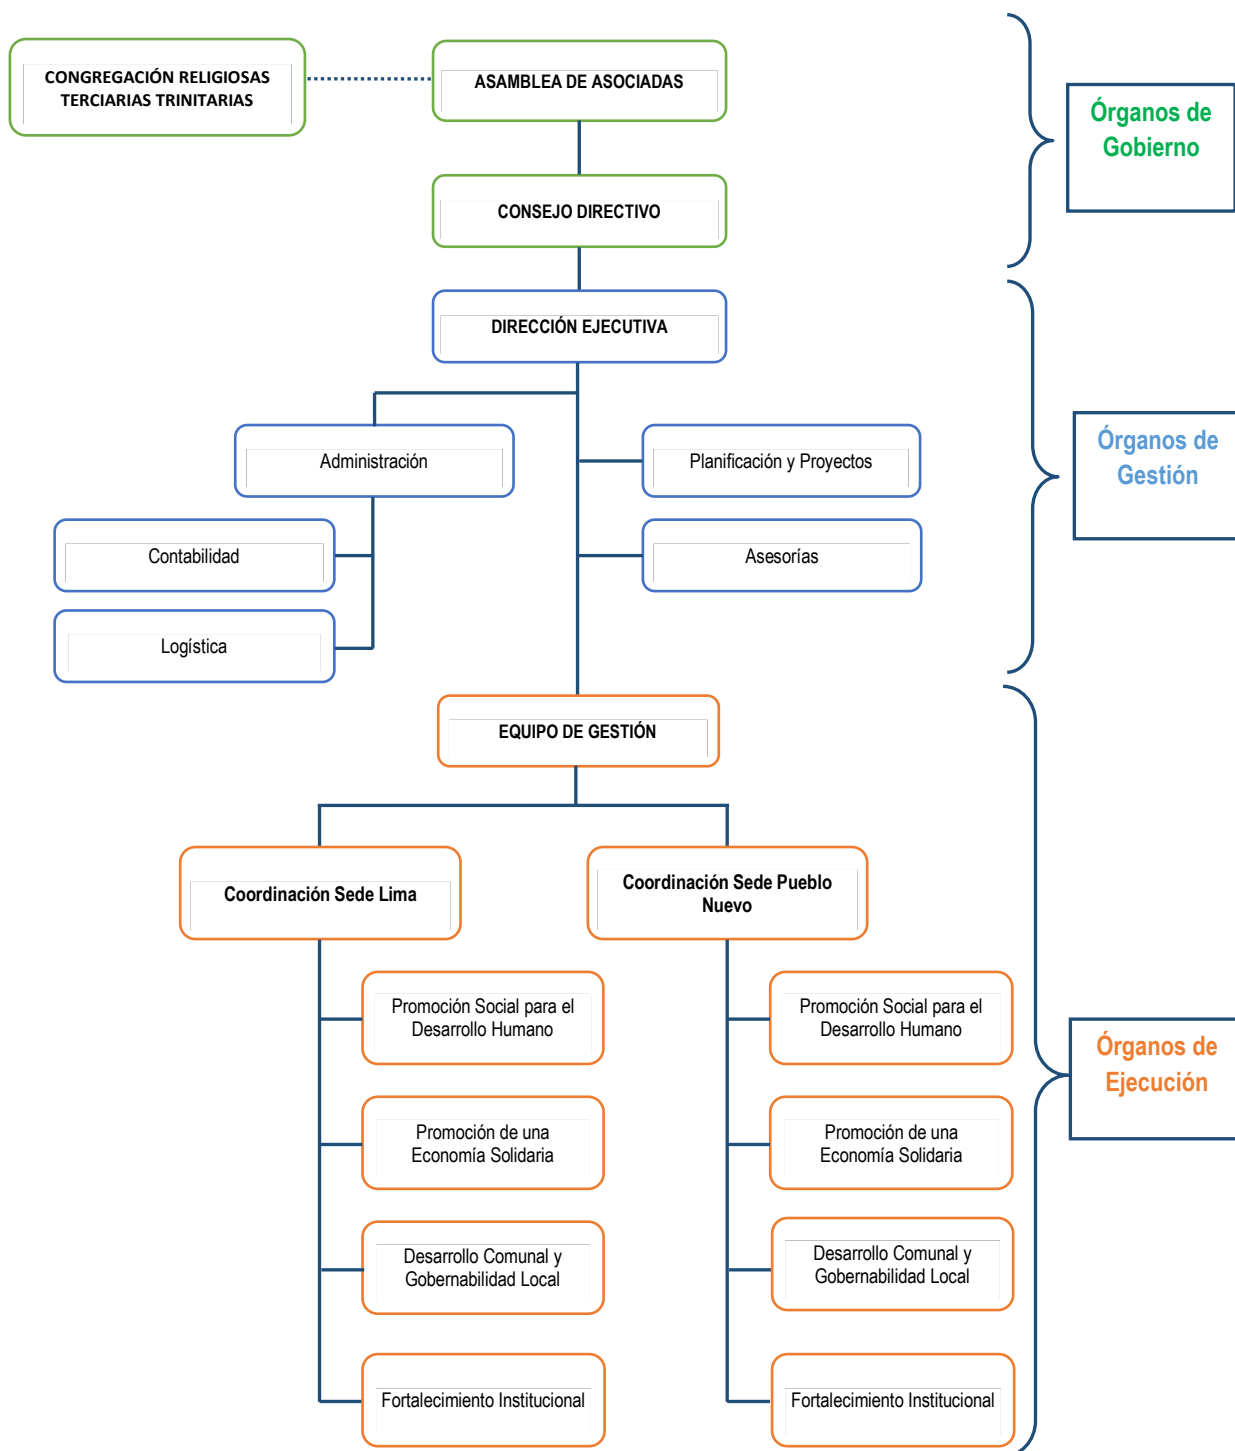 CONGREGACIÓN RELIGIOSAS
TERCIARIAS TRINITARIAS
ASAMBLEA DE ASOCIADAS
Órganos de
Gobierno
CONSEJO DIRECTIVO
DIRECCIÓN EJECUTIVA
Órganos de
Gestión
Administración
Planificación y Proyectos
Contabilidad
Asesorías
Logística
EQUIPO DE GESTIÓN
Coordinación Sede Lima
Coordinación Sede Pueblo
Nuevo
Promoción Social para el
Desarrollo Humano
Promoción Social para el
Desarrollo Humano
Órganos de
Ejecución
Promoción de una
Economía Solidaria
Promoción de una
Economía Solidaria
Desarrollo Comunal y
Gobernabilidad Local
Desarrollo Comunal y
Gobernabilidad Local
Fortalecimiento Institucional
Fortalecimiento Institucional